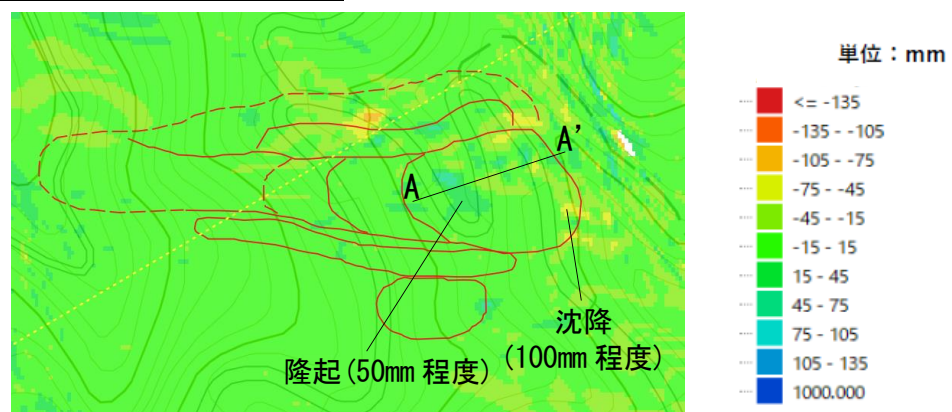 A
A’
隆起(50mm 程度)
沈降
(100mm 程度)
単位：mm
<= -135
-135 - -105
-105 - -75
-75 - -45
-45 - -15
-15 - 15
15 - 45
45 - 75
75 - 105
105 - 135
1000.000